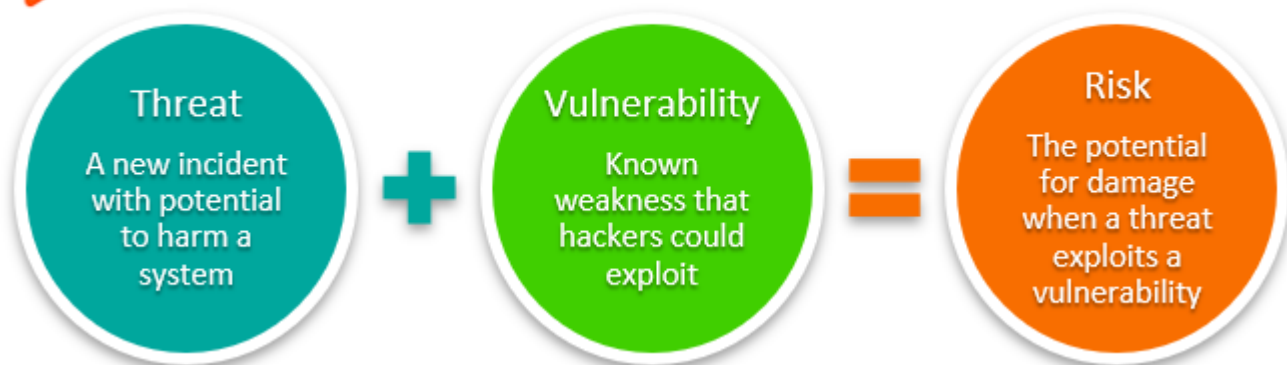 Threat
A new incident
with potential
to harm a
system
Vulnerability
Known
weakness that
hackers could
exploit
Risk
The potential
for damage
when a threat
exploits a
vulnerability